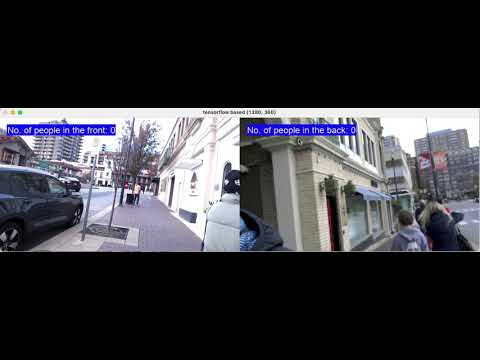 tensorflow based (1280, 360)
No. of people in the front: 0
No. of people in the back: 0